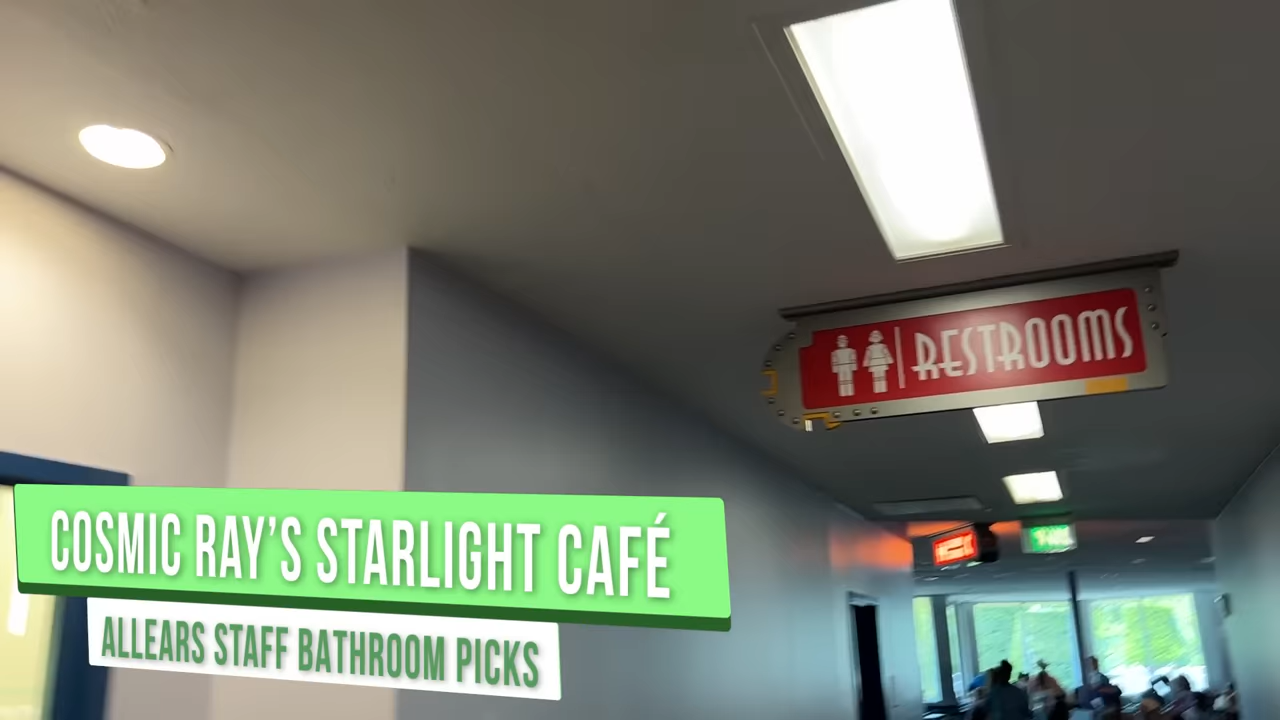 RESTROOMS
COSMIC RAY'S STARLIGHT CAFÉ
ALLEARS STAFF BATHROOM PICKS